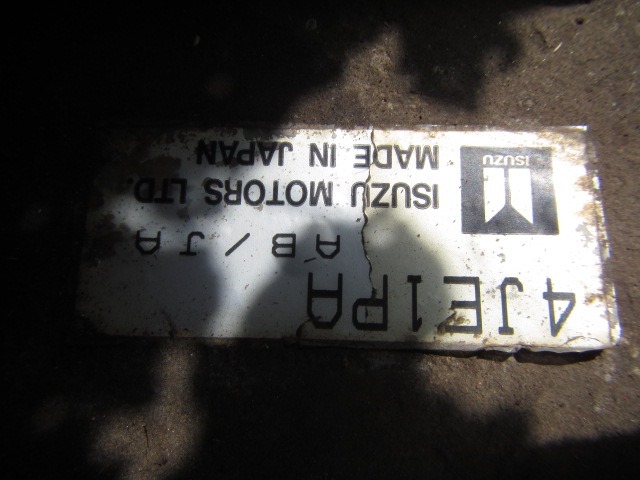 4JE1PA
AB/JA
ISUZU MOTORS LTD.
MADE IN JAPAN
ISUZU